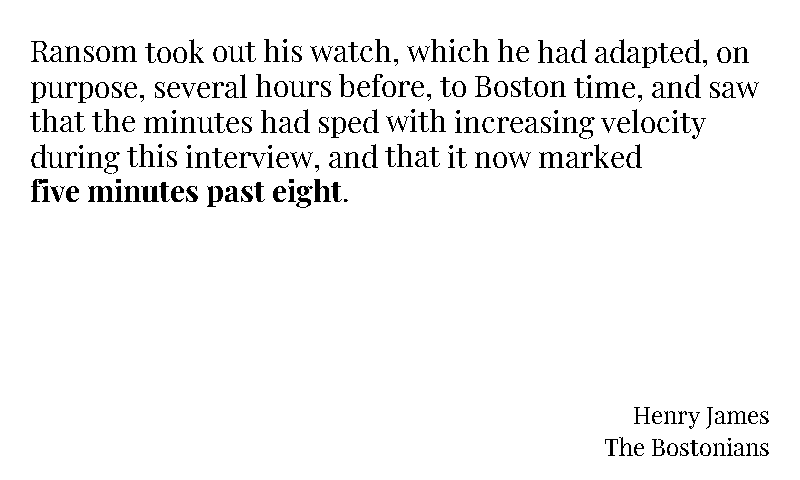 Ransom took out his watch, which he had adapted, on
purpose, several hours before, to Boston time, and saw
that the minutes had sped with increasing velocity
during this interview, and that it now marked
five minutes past eight.
Henry James
The Bostonians